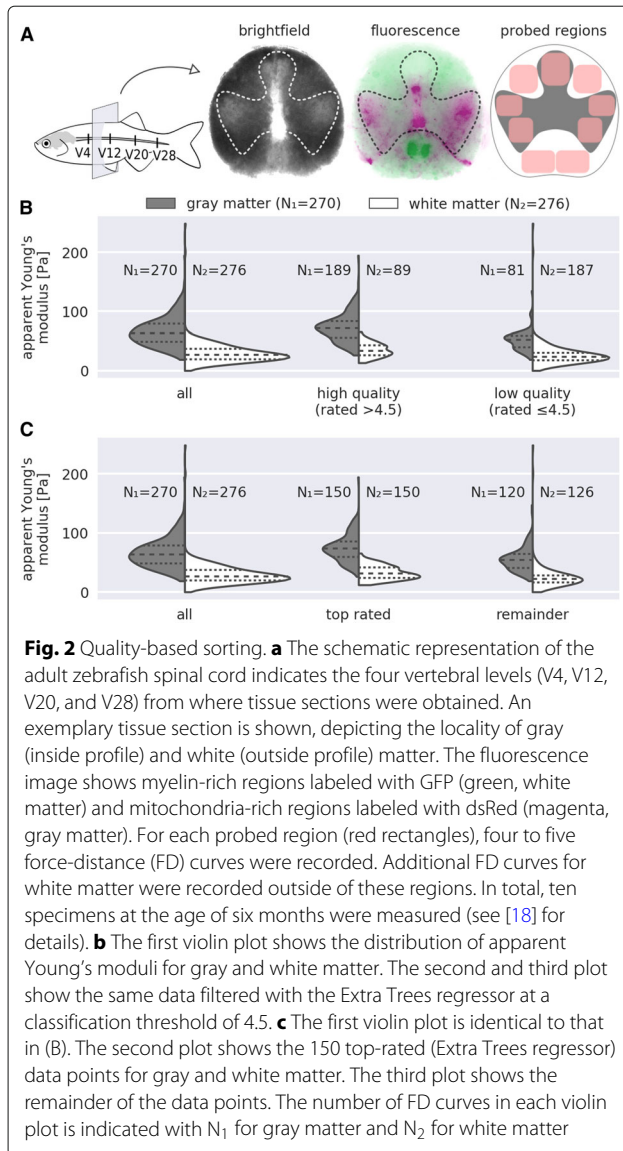 A
brightfield
fluorescence
probed regions
V4 V12 V20 V28
B
gray matter (N₁=270)
white matter (N₂=276)
apparent Young's
modulus [Pa]
200
100
0
N₁=270 N₂=276
N₁=189 N₂=89
N₁=81 N₂=187
all
high quality
(rated >4.5)
low quality
(rated ≤4.5)
C
apparent Young's
modulus [Pa]
200
100
0
N₁=270 N₂=276
N₁=150 N₂=150
N₁=120 N₂=126
all
top rated
remainder
Fig. 2 Quality-based sorting. a The schematic representation of the
adult zebrafish spinal cord indicates the four vertebral levels (V4, V12,
V20, and V28) from where tissue sections were obtained. An
exemplary tissue section is shown, depicting the locality of gray
(inside profile) and white (outside profile) matter. The fluorescence
image shows myelin-rich regions labeled with GFP (green, white
matter) and mitochondria-rich regions labeled with dsRed (magenta,
gray matter). For each probed region (red rectangles), four to five
force-distance (FD) curves were recorded. Additional FD curves for
white matter were recorded outside of these regions. In total, ten
specimens at the age of six months were measured (see [18] for
details). b The first violin plot shows the distribution of apparent
Young's moduli for gray and white matter. The second and third plot
show the same data filtered with the Extra Trees regressor at a
classification threshold of 4.5. c The first violin plot is identical to that
in (B). The second plot shows the 150 top-rated (Extra Trees regressor)
data points for gray and white matter. The third plot shows the
remainder of the data points. The number of FD curves in each violin
plot is indicated with N₁ for gray matter and N₂ for white matter